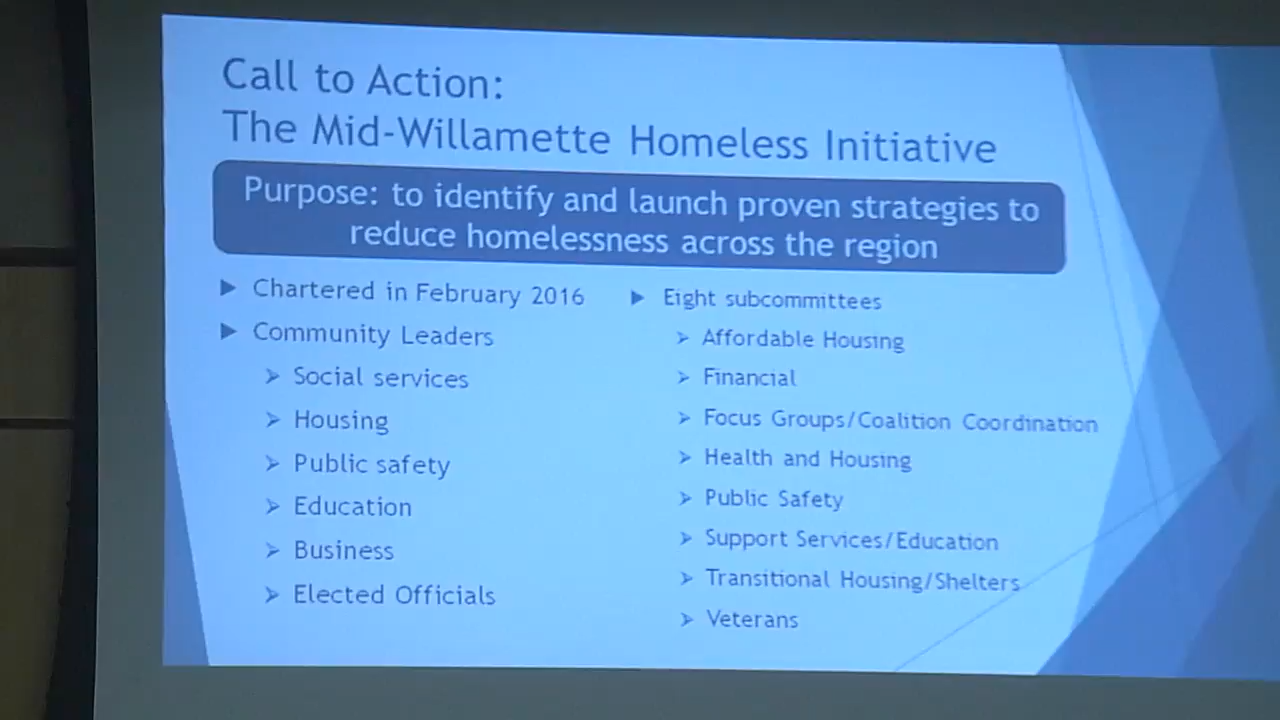 Call to Action:
The Mid-Willamette Homeless Initiative
Purpose: to identify and launch proven strategies to
reduce homelessness across the region
Chartered in February 2016
Community Leaders
Social services
Housing
Public safety
Education
Business
Elected Officials
Eight subcommittees
Affordable Housing
Financial
Focus Groups/Coalition Coordination
Health and Housing
Public Safety
Support Services/Education
Transitional Housing/Shelters
Veterans